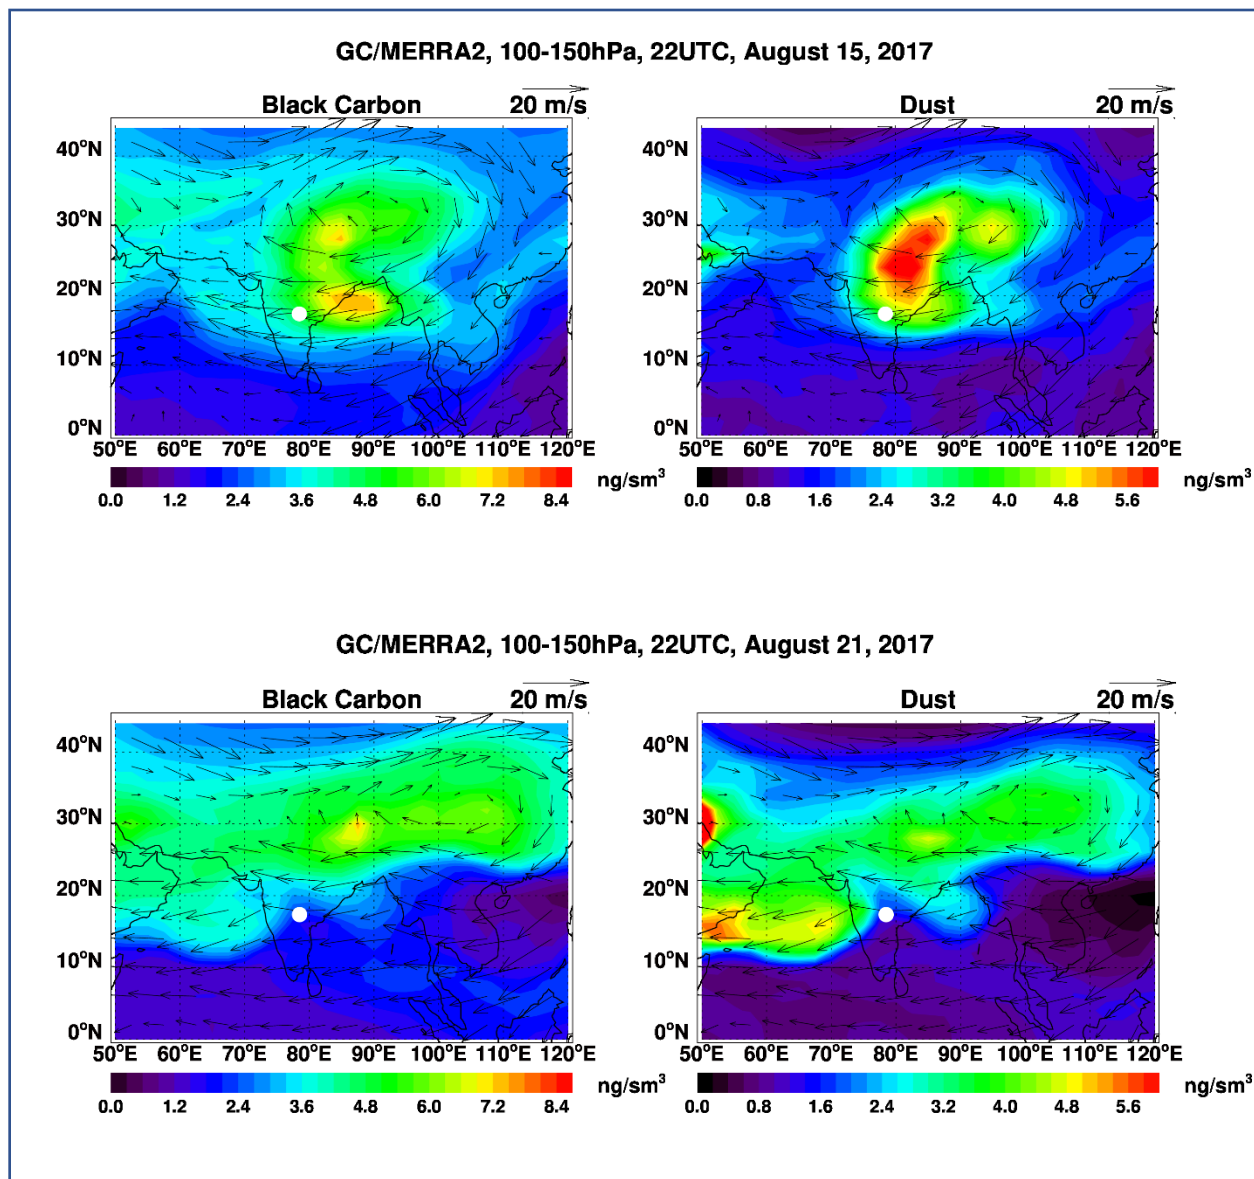 GC/MERRA2, 100-150hPa, 22UTC, August 15, 2017
Black Carbon 20 m/s Dust 20 m/s
40°N 40°N
30°N 30°N
20°N 20°N
10°N 10°N
0°N 0°N
50°E 60°E 70°E 80°E 90°E 100°E 110°E 120°E 50°E 60°E 70°E 80°E 90°E 100°E 110°E 120°E
ng/sm³ ng/sm³
0.0 1.2 2.4 3.6 4.8 6.0 7.2 8.4 0.0 0.8 1.6 2.4 3.2 4.0 4.8 5.6
GC/MERRA2, 100-150hPa, 22UTC, August 21, 2017
Black Carbon 20 m/s Dust 20 m/s
40°N 40°N
30°N 30°N
20°N 20°N
10°N 10°N
0°N 0°N
50°E 60°E 70°E 80°E 90°E 100°E 110°E 120°E 50°E 60°E 70°E 80°E 90°E 100°E 110°E 120°E
ng/sm³ ng/sm³
0.0 1.2 2.4 3.6 4.8 6.0 7.2 8.4 0.0 0.8 1.6 2.4 3.2 4.0 4.8 5.6